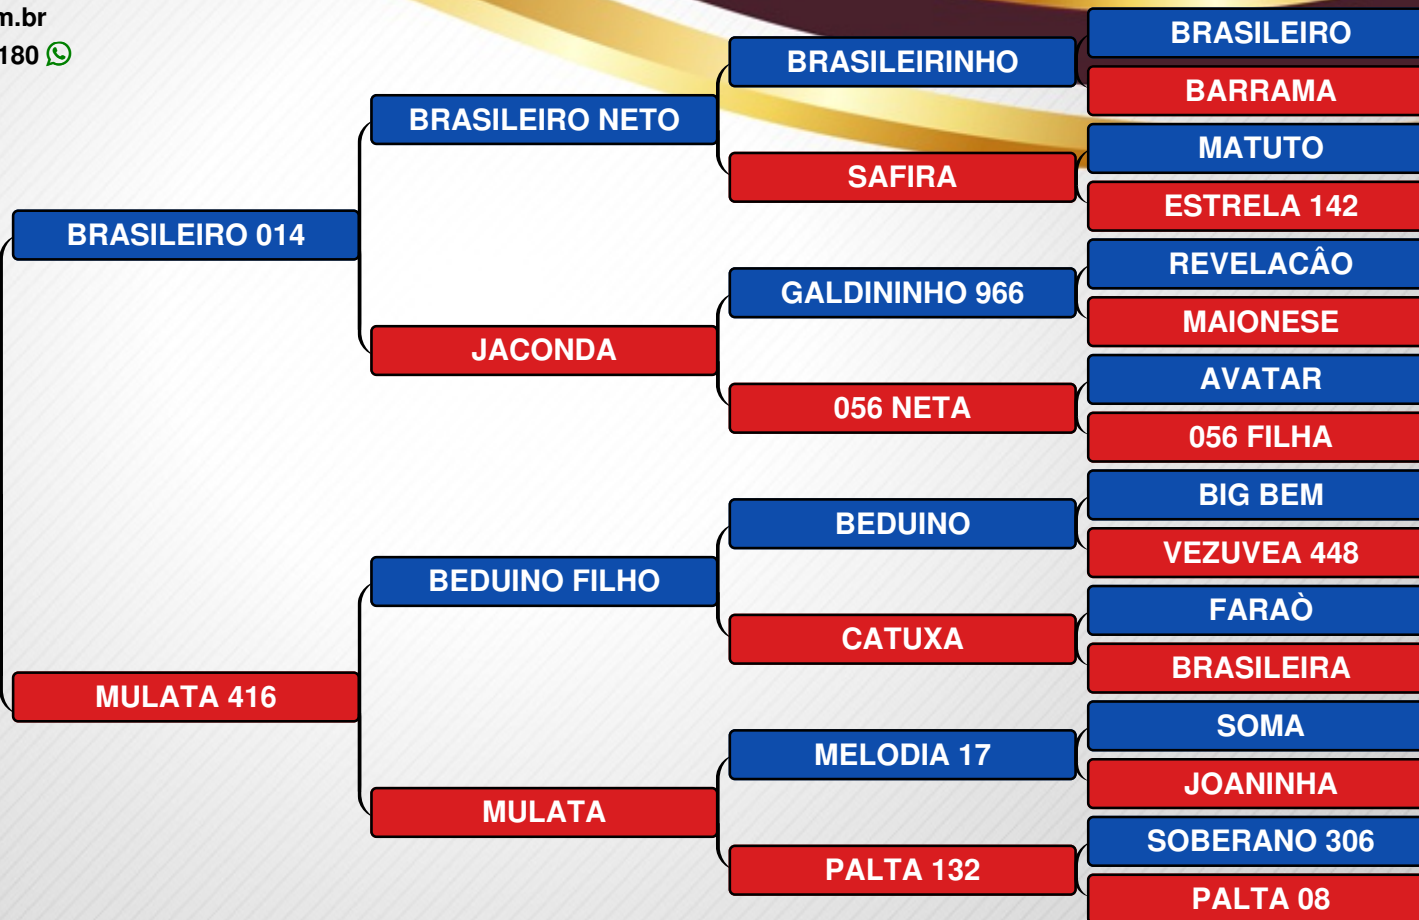 m.br
180
BRASILEIRO
BRASILEIRINHO
BARRAMA
BRASILEIRO NETO
MATUTO
SAFIRA
ESTRELA 142
BRASILEIRO 014
REVELACÂO
GALDININHO 966
MAIONESE
JACONDA
AVATAR
056 NETA
056 FILHA
BIG BEM
BEDUINO
VEZUVEA 448
BEDUINO FILHO
FARAÒ
CATUXA
BRASILEIRA
MULATA 416
SOMA
MELODIA 17
JOANINHA
MULATA
SOBERANO 306
PALTA 132
PALTA 08